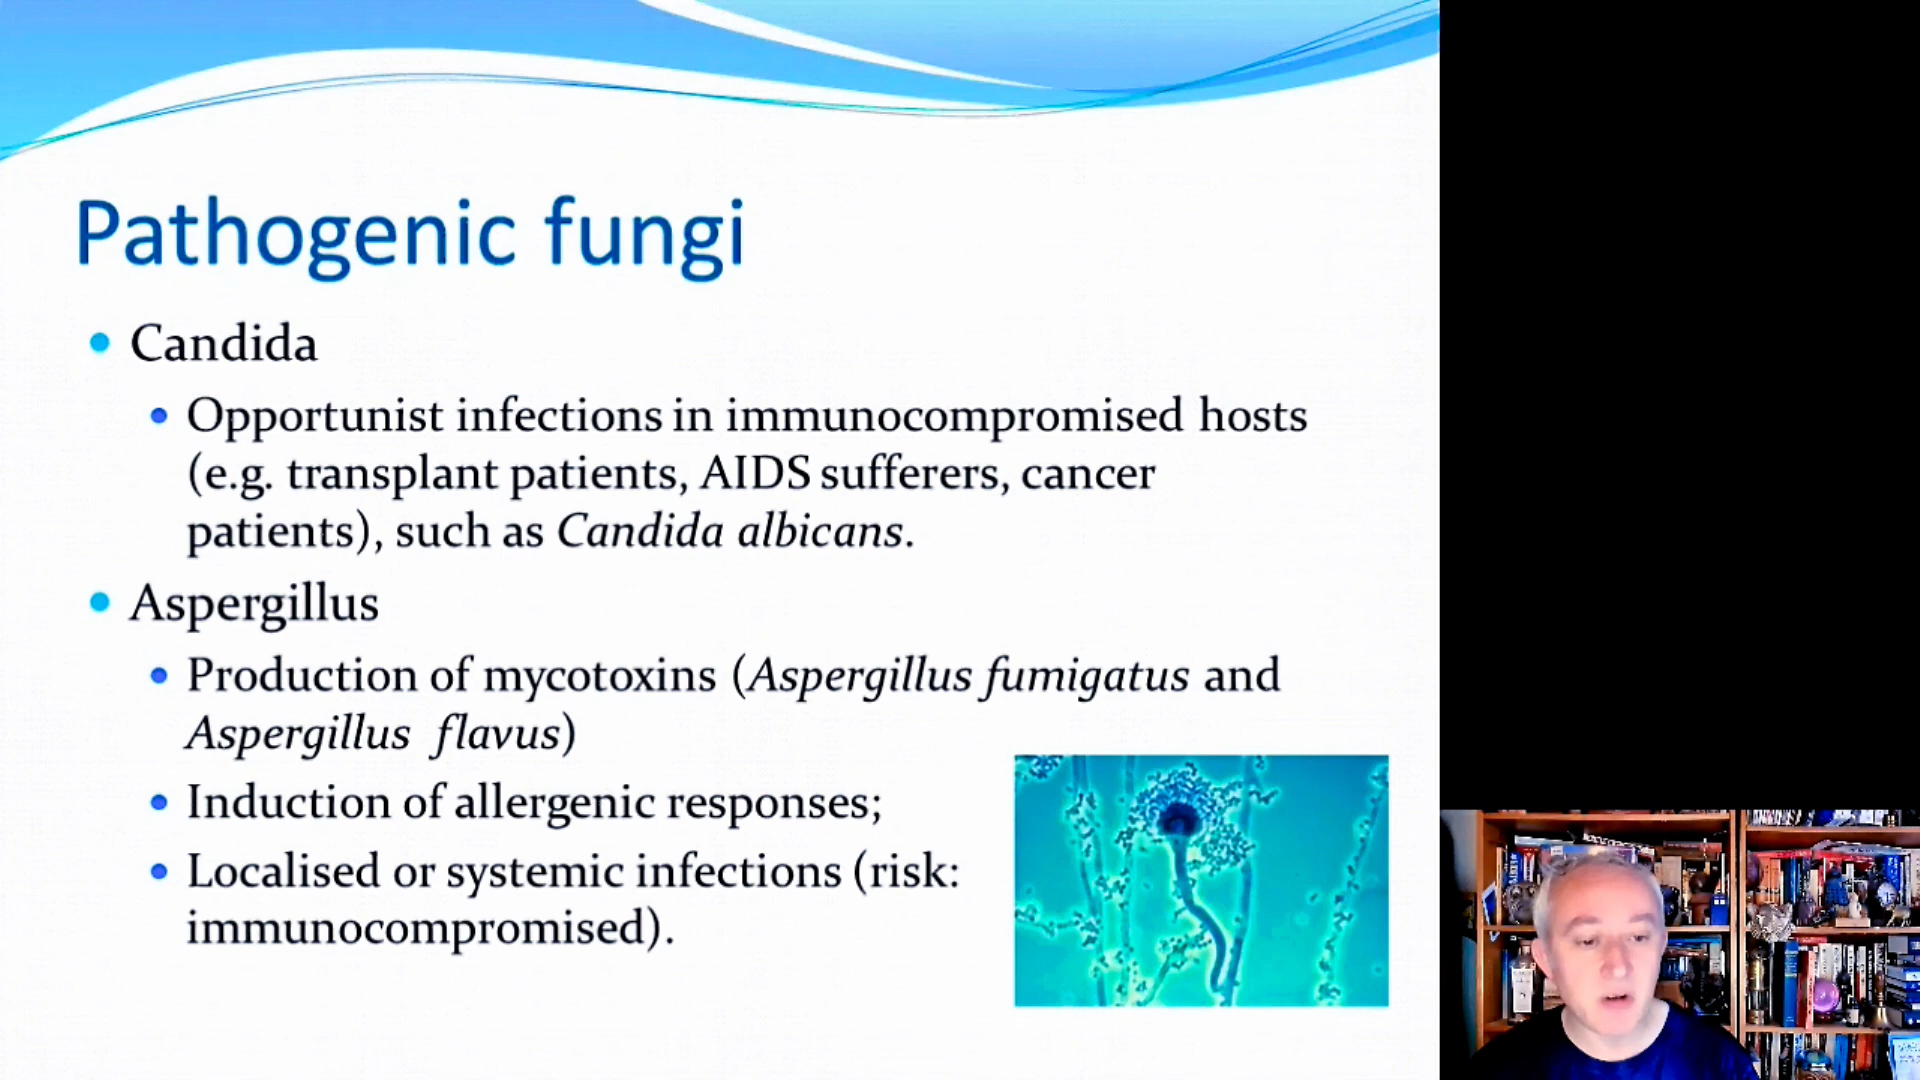 Pathogenic fungi
• Candida
• Opportunist infections in immunocompromised hosts
(e.g. transplant patients, AIDS sufferers, cancer
patients), such as Candida albicans.
• Aspergillus
• Production of mycotoxins (Aspergillus fumigatus and
Aspergillus flavus)
• Induction of allergenic responses;
• Localised or systemic infections (risk:
immunocompromised).